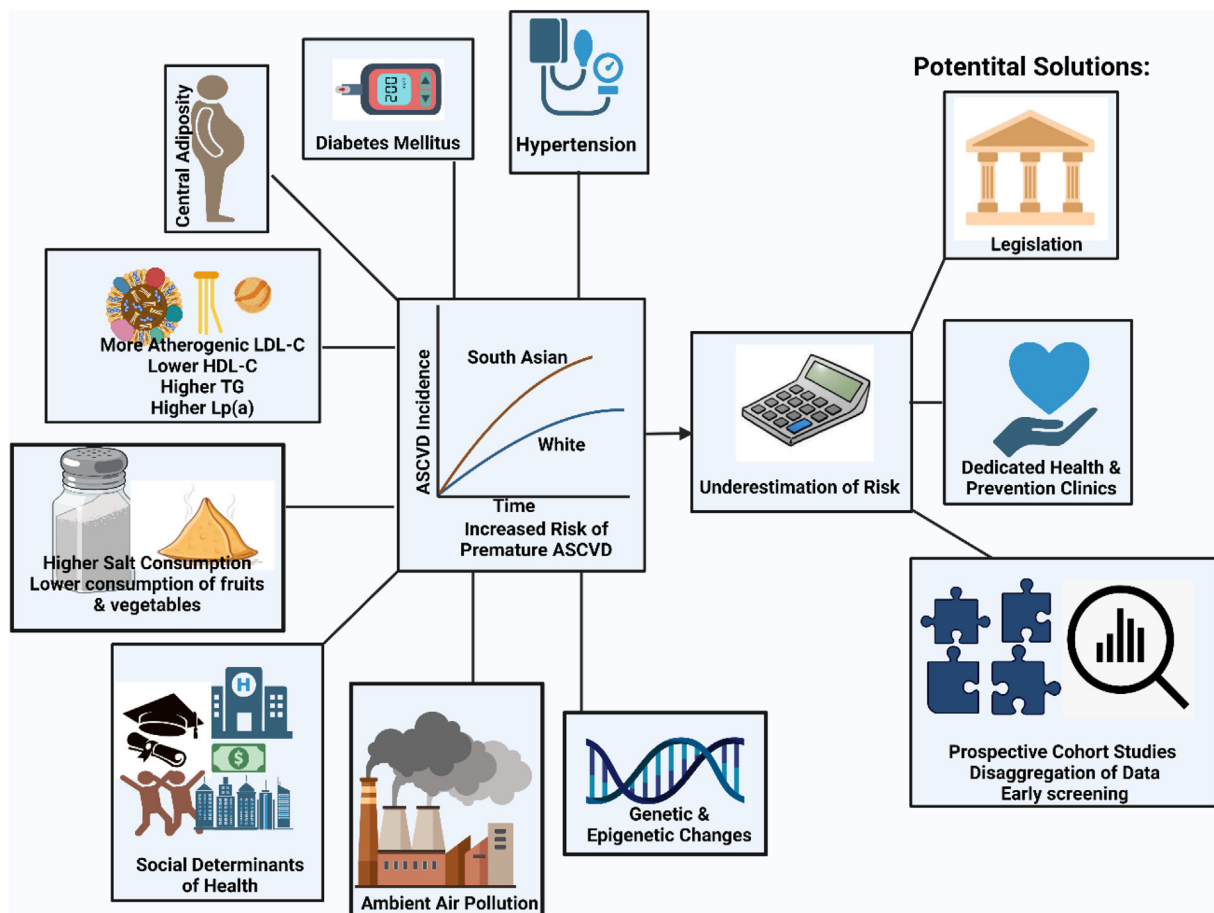 Potentital Solutions:
Central Adiposity
200
Diabetes Mellitus
Hypertension
Legislation
More Atherogenic LDL-C
Lower HDL-C
Higher TG
Higher Lp(a)
ASCVD Incidence
South Asian
White
Time
Increased Risk of
Premature ASCVD
Underestimation of Risk
Dedicated Health &
Prevention Clinics
Higher Salt Consumption
Lower consumption of fruits
& vegetables
H
$
Social Determinants
of Health
Ambient Air Pollution
Genetic &
Epigenetic Changes
Prospective Cohort Studies
Disaggregation of Data
Early screening